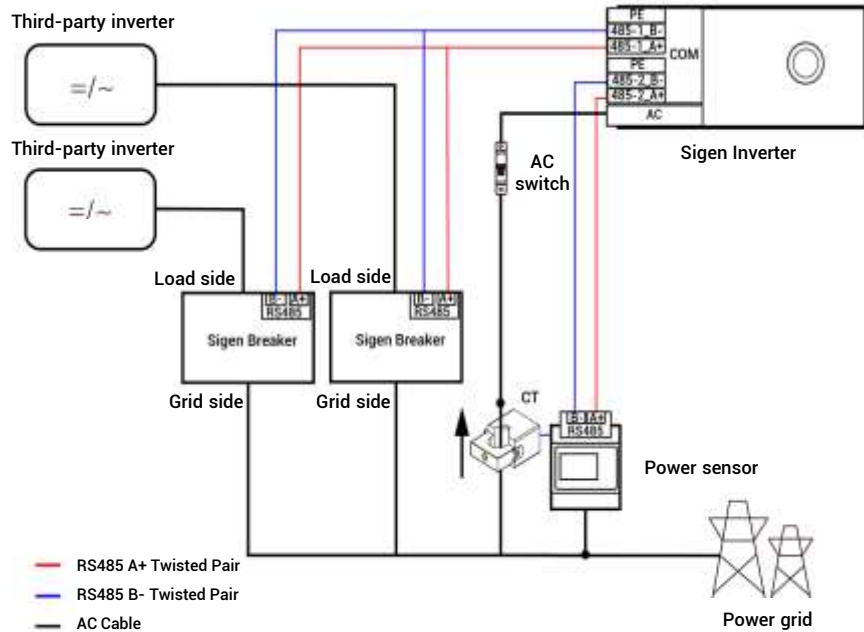 Third-party inverter
=/~
Third-party inverter
=/~
PE
485-1_B-
485-1_A+
PE
485-2_B-
485-2_A+
COM
AC
Sigen Inverter
AC
switch
Load side
B- A+
RS485
Sigen Breaker
Grid side
Load side
B- A+
RS485
Sigen Breaker
Grid side
CT
B- A+
RS485
Power sensor
RS485 A+ Twisted Pair
RS485 B- Twisted Pair
AC Cable
Power grid